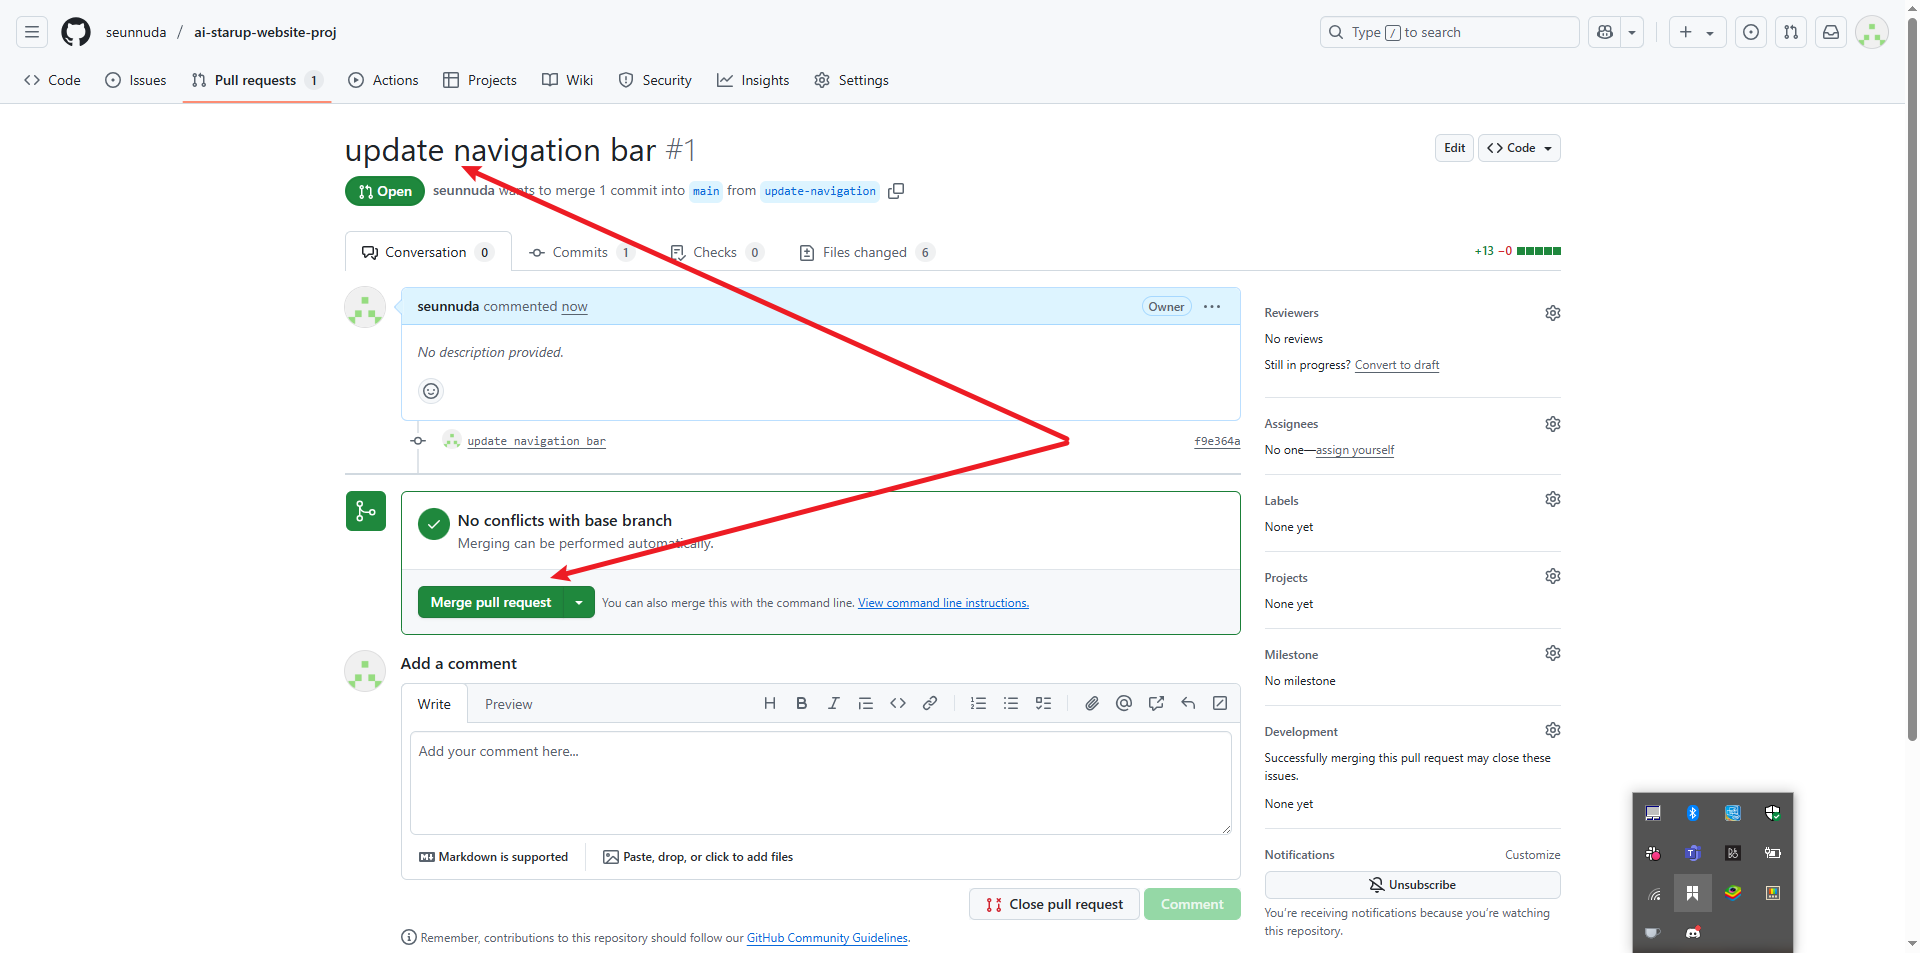 seunnuda / ai-starup-website-proj
Type / to search
Code
Issues
Pull requests 1
Actions
Projects
Wiki
Security
Insights
Settings
update navigation bar #1
Edit
Code
Open
seunnuda wants to merge 1 commit into main from update-navigation
Conversation 0
Commits 1
Checks 0
Files changed 6
+13 −0
seunnuda commented now
Owner
No description provided.
update navigation bar
f9e364a
No conflicts with base branch
Merging can be performed automatically.
Merge pull request
You can also merge this with the command line. View command line instructions.
Add a comment
Write
Preview
Add your comment here...
Markdown is supported
Paste, drop, or click to add files
Close pull request
Comment
Remember, contributions to this repository should follow our GitHub Community Guidelines.
Reviewers
No reviews
Still in progress? Convert to draft
Assignees
No one—assign yourself
Labels
None yet
Projects
None yet
Milestone
No milestone
Development
Successfully merging this pull request may close these
issues.
None yet
Notifications
Customize
Unsubscribe
You're receiving notifications because you're watching
this repository.